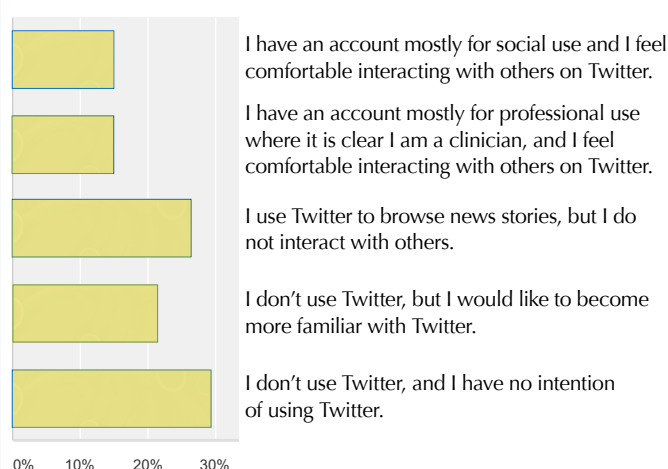 I have an account mostly for social use and I feel
comfortable interacting with others on Twitter.
I have an account mostly for professional use
where it is clear I am a clinician, and I feel
comfortable interacting with others on Twitter.
I use Twitter to browse news stories, but I do
not interact with others.
I don’t use Twitter, but I would like to become
more familiar with Twitter.
I don’t use Twitter, and I have no intention
of using Twitter.
0% 10% 20% 30%